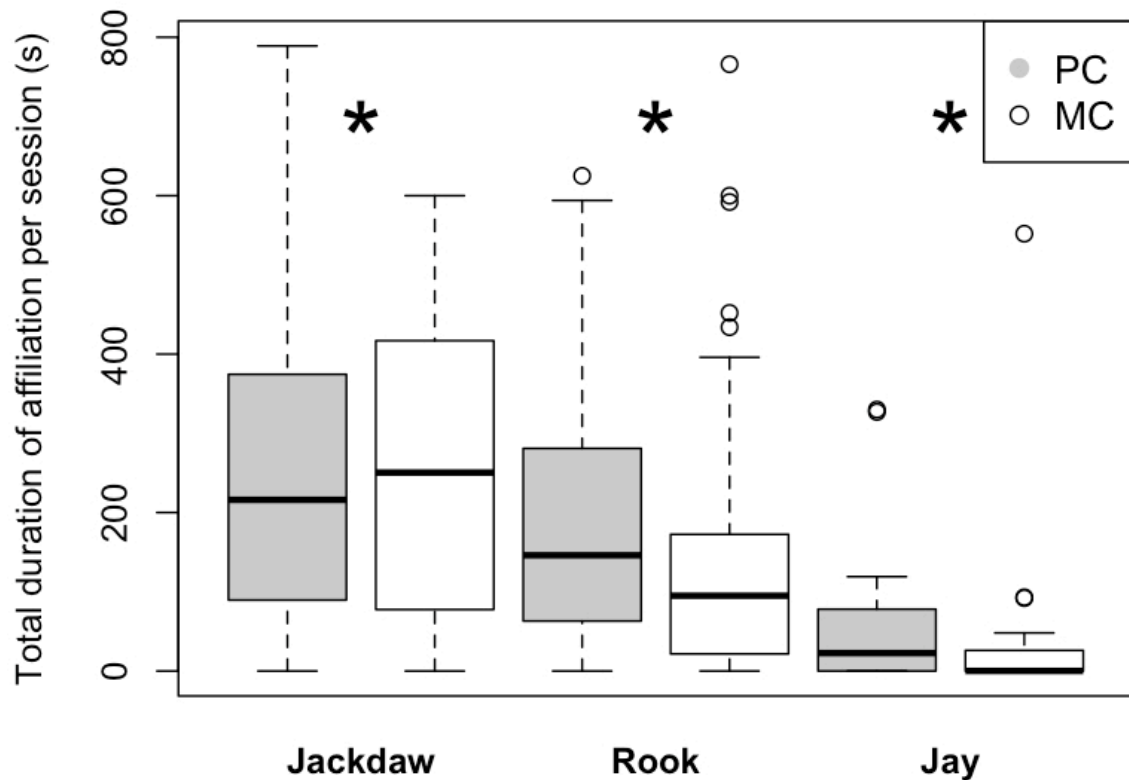 Total duration of affiliation per session (s)
800
600
400
200
0
* * *
PC
MC
Jackdaw Rook Jay